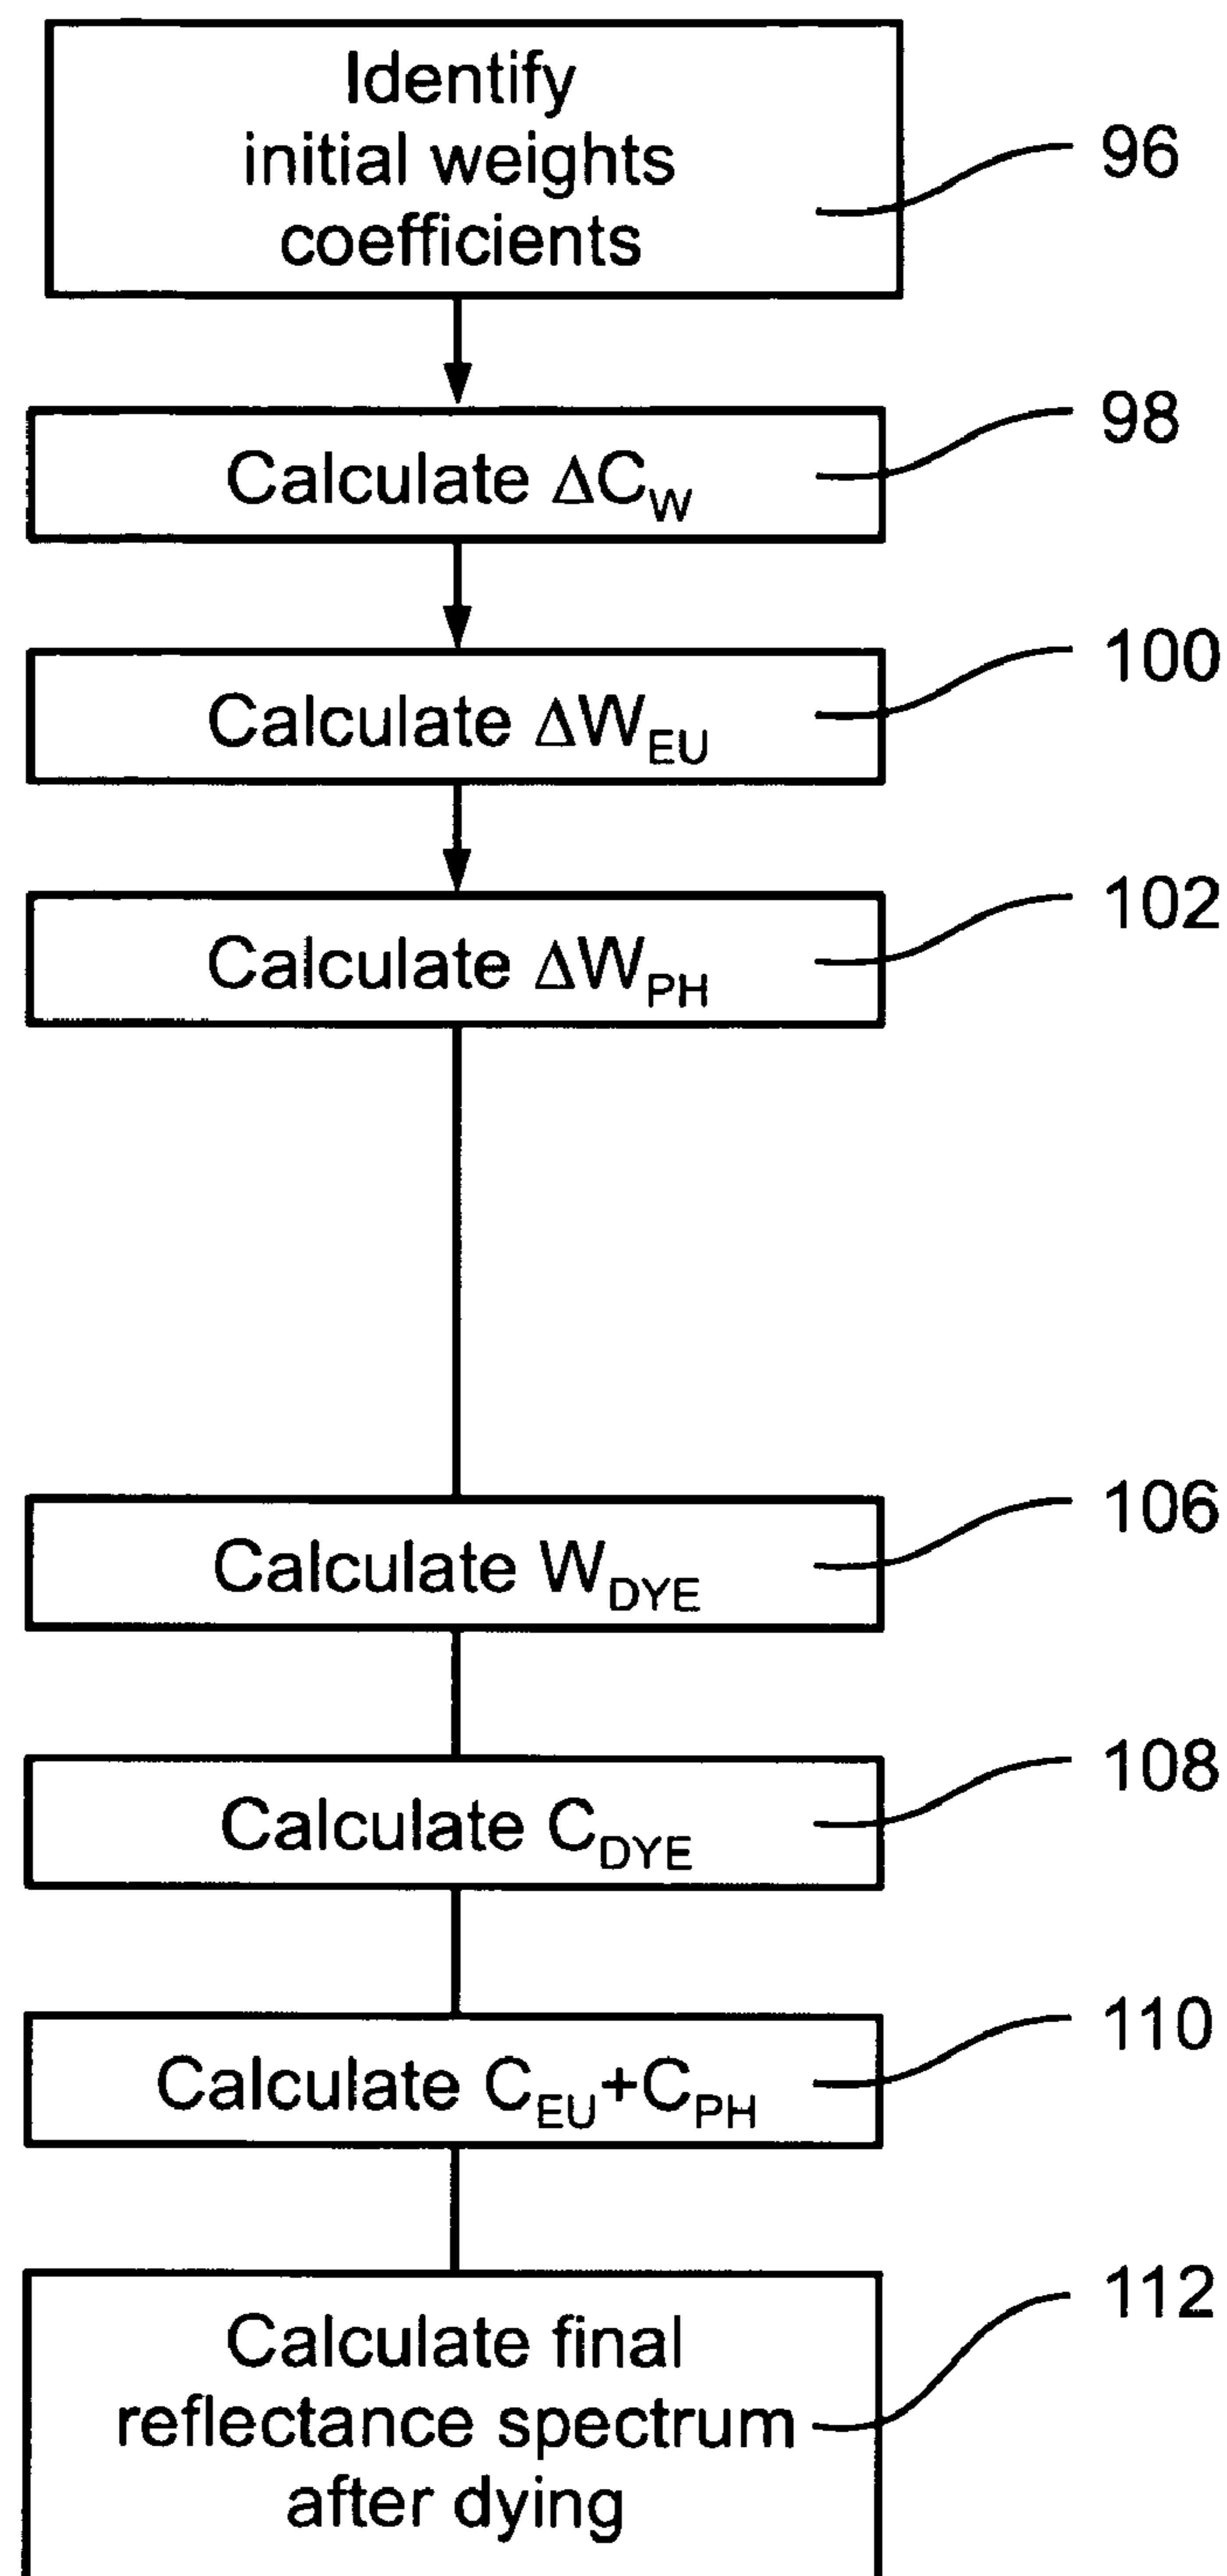 Identify
initial weights
coefficients
96
Calculate ΔC_W
98
Calculate ΔW_EU
100
Calculate ΔW_PH
102
Calculate W_DYE
106
Calculate C_DYE
108
Calculate C_EU+C_PH
110
Calculate final
reflectance spectrum
after dying
112